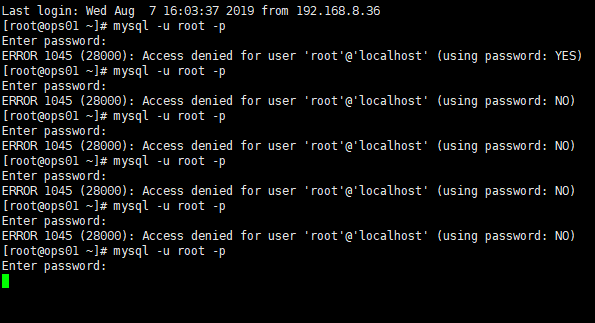 Last login: Wed Aug  7 16:03:37 2019 from 192.168.8.36
[root@ops01 ~]# mysql -u root -p
Enter password:
ERROR 1045 (28000): Access denied for user 'root'@'localhost' (using password: YES)
[root@ops01 ~]# mysql -u root -p
Enter password:
ERROR 1045 (28000): Access denied for user 'root'@'localhost' (using password: NO)
[root@ops01 ~]# mysql -u root -p
Enter password:
ERROR 1045 (28000): Access denied for user 'root'@'localhost' (using password: NO)
[root@ops01 ~]# mysql -u root -p
Enter password:
ERROR 1045 (28000): Access denied for user 'root'@'localhost' (using password: NO)
[root@ops01 ~]# mysql -u root -p
Enter password:
ERROR 1045 (28000): Access denied for user 'root'@'localhost' (using password: NO)
[root@ops01 ~]# mysql -u root -p
Enter password: